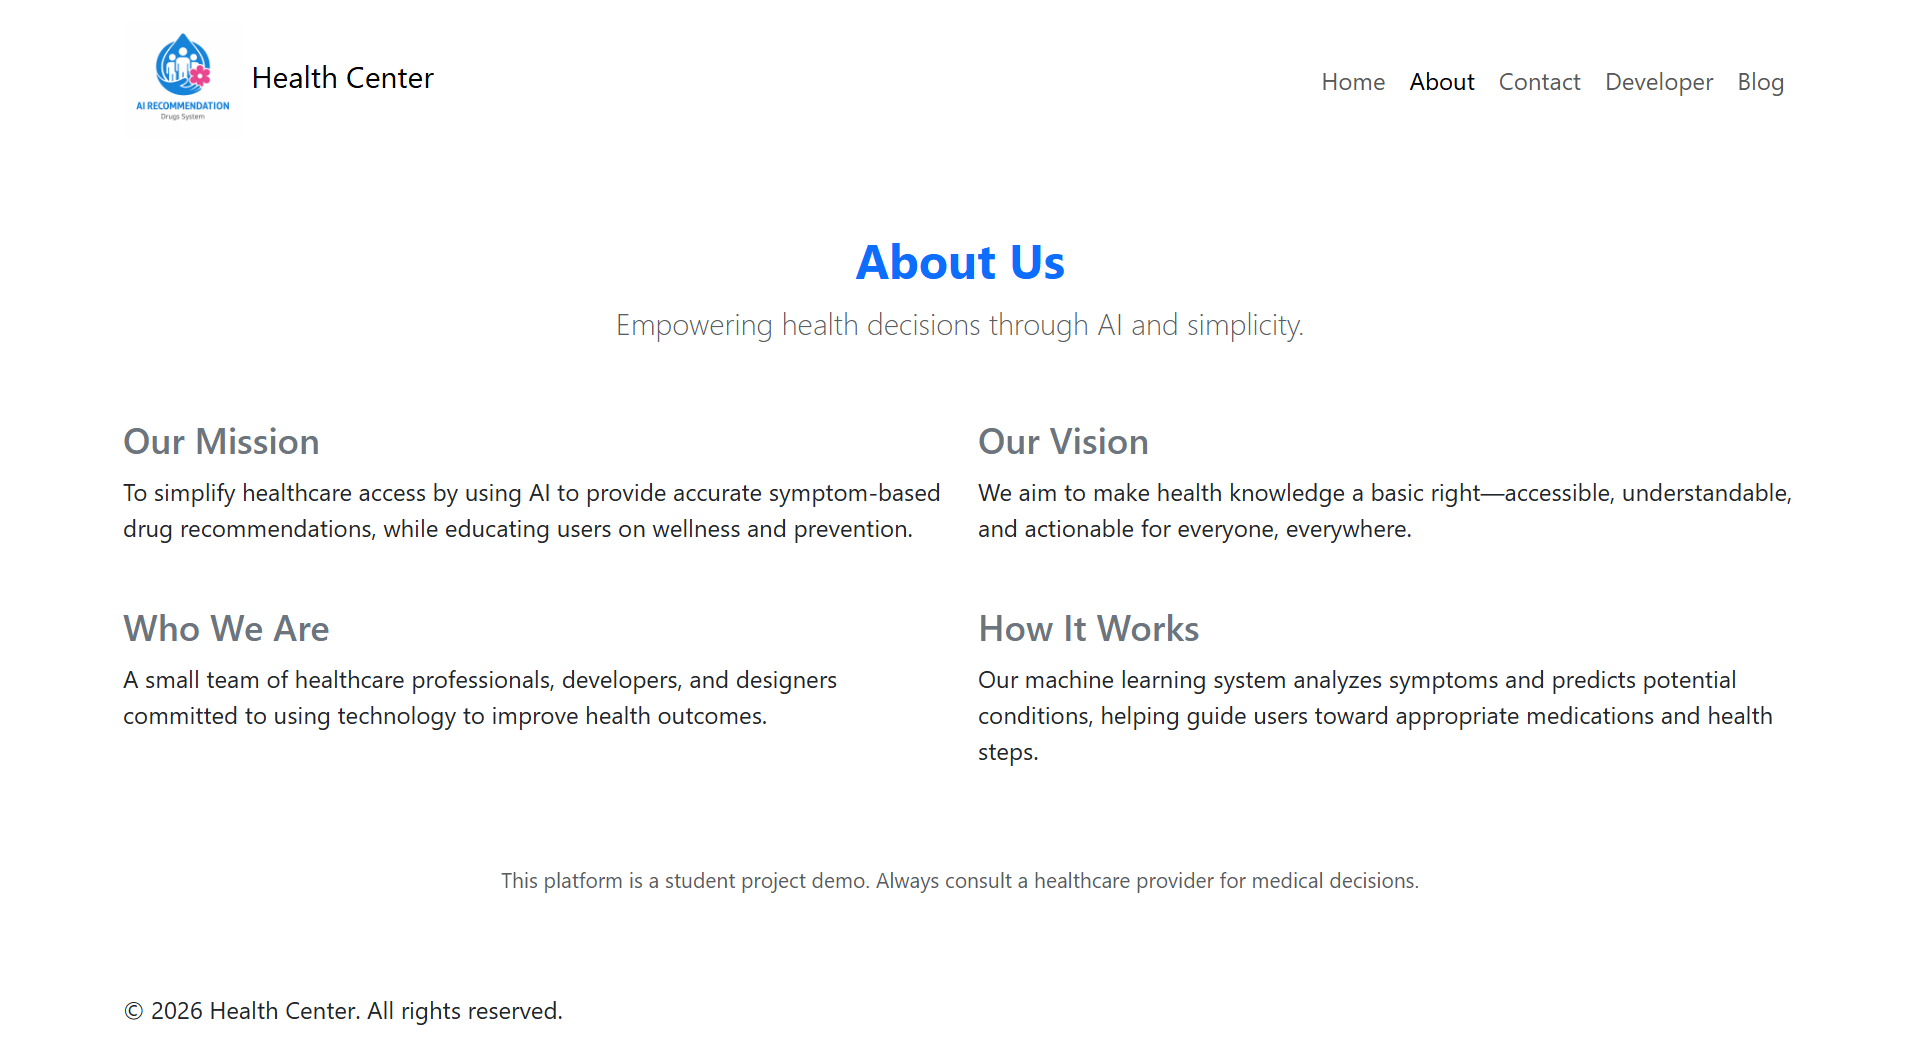 AI RECOMMENDATION
Drugs System
Health Center
Home About Contact Developer Blog
About Us
Empowering health decisions through AI and simplicity.
Our Mission
To simplify healthcare access by using AI to provide accurate symptom-based
drug recommendations, while educating users on wellness and prevention.
Our Vision
We aim to make health knowledge a basic right—accessible, understandable,
and actionable for everyone, everywhere.
Who We Are
A small team of healthcare professionals, developers, and designers
committed to using technology to improve health outcomes.
How It Works
Our machine learning system analyzes symptoms and predicts potential
conditions, helping guide users toward appropriate medications and health
steps.
This platform is a student project demo. Always consult a healthcare provider for medical decisions.
© 2026 Health Center. All rights reserved.